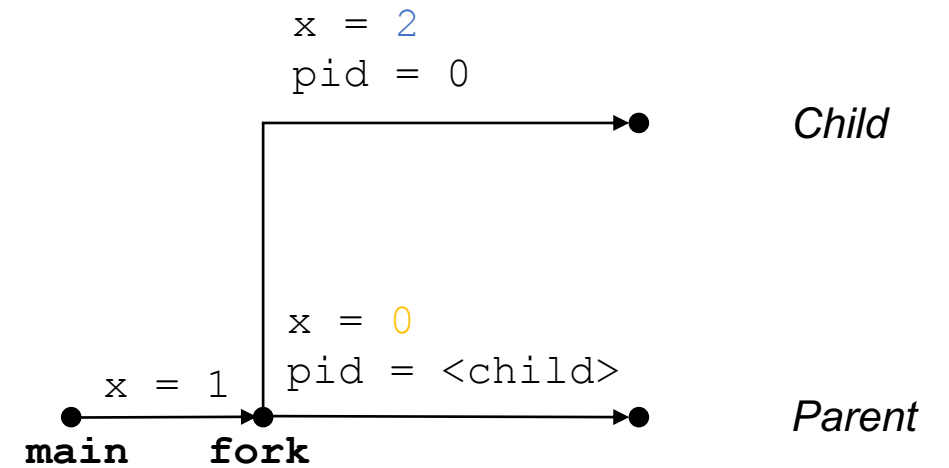 x = 2
pid = 0
Child
x = 0
pid = <child>
x = 1
Parent
main fork